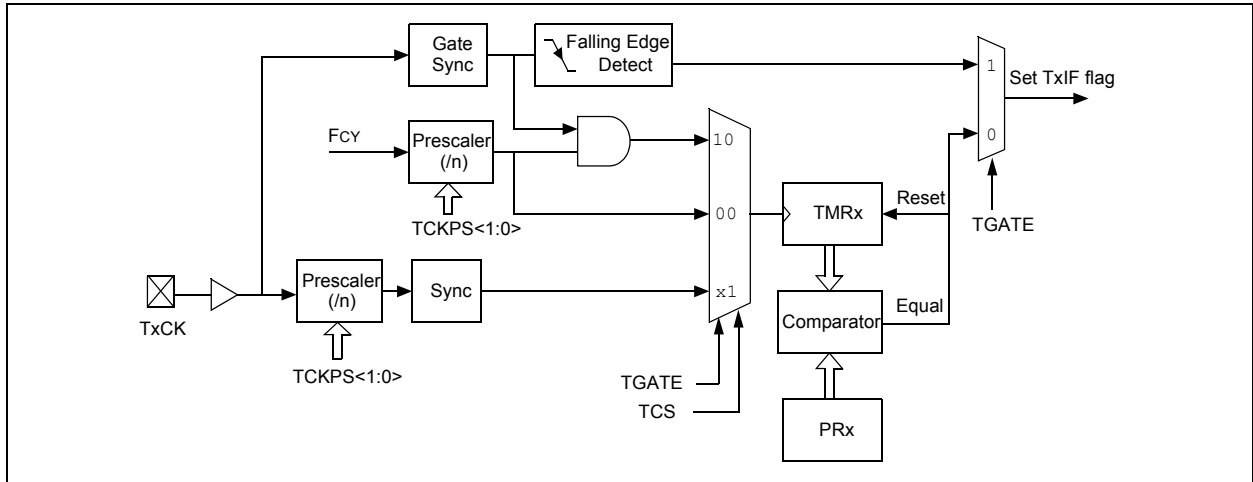 Gate
Sync
Falling Edge
Detect
1
Set TxIF flag
0
TGATE
FCY
Prescaler
(/n)
TCKPS<1:0>
10
00
x1
TMRx
Reset
TxCK
Prescaler
(/n)
TCKPS<1:0>
Sync
Comparator
Equal
TGATE
TCS
PRx